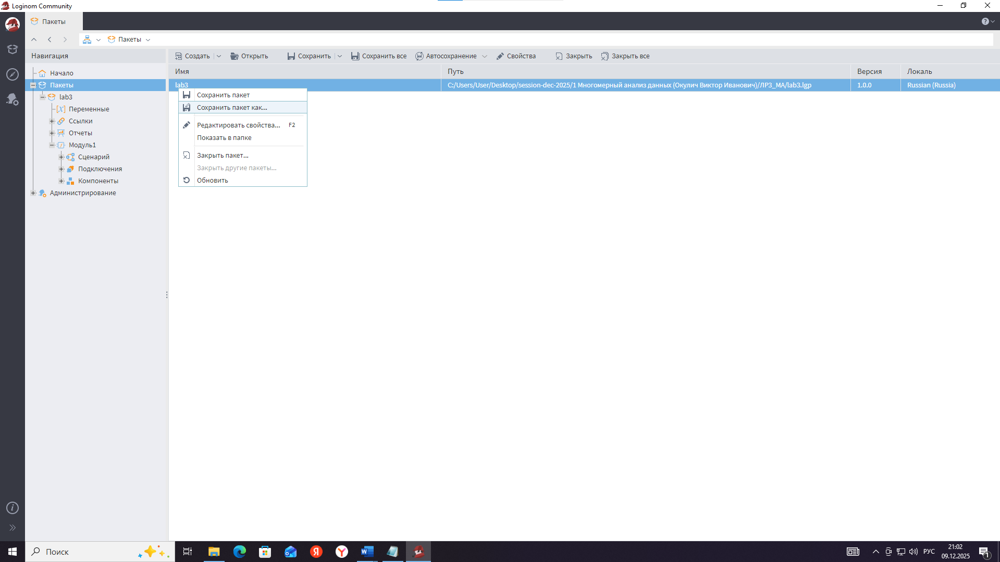 Loginom Community
Пакеты
Пакеты
Навигация
Начало
Пакеты
lab3
Переменные
Ссылки
Отчеты
Модуль1
Сценарий
Подключения
Компоненты
Администрирование
Создать Открыть Сохранить Сохранить все Автосохранение Свойства Закрыть Закрыть все
Имя Путь Версия Локаль
lab3 C:/Users/User/Desktop/session-dec-2025/1 Многомерный анализ данных (Окулич Виктор Иванович)/ЛР3_МА/lab3.lgp 1.0.0 Russian (Russia)
Сохранить пакет
Сохранить пакет как...
Редактировать свойства... F2
Показать в папке
Закрыть пакет...
Закрыть другие пакеты...
Обновить
Поиск
РУС
21:02
09.12.2025
1